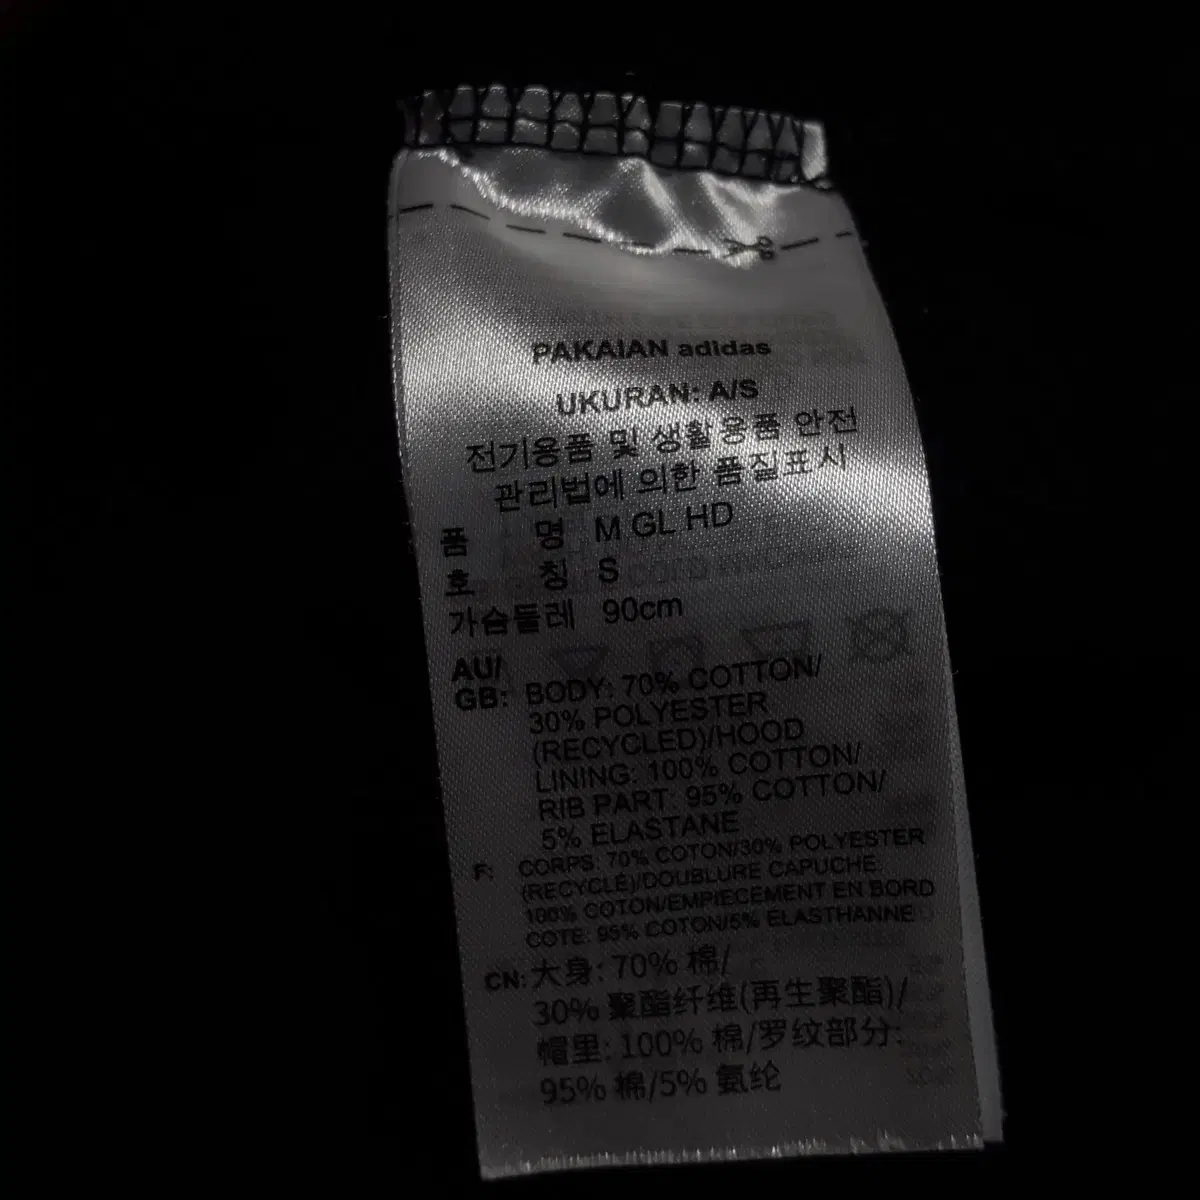 PAKAIAN adidas
UKURAN: A/S
전기용품 및 생활용품 안전
관리법에 의한 품질표시
품 명 M GL HD
호 칭 S
가슴둘레 90cm
AU/
GB: BODY: 70% COTTON/
30% POLYESTER
(RECYCLED)/HOOD
LINING: 100% COTTON/
RIB PART: 95% COTTON/
5% ELASTANE
F: CORPS: 70% COTON/30% POLYESTER
(RECYCLÉ)/DOUBLURE CAPUCHE:
100% COTON/EMPIECEMENT EN BORD
COTE: 95% COTON/5% ELASTHANNE
CN: 大身: 70% 棉/
30% 聚酯纤维(再生聚酯)/
帽里: 100% 棉/罗纹部分:
95% 棉/5% 氨纶